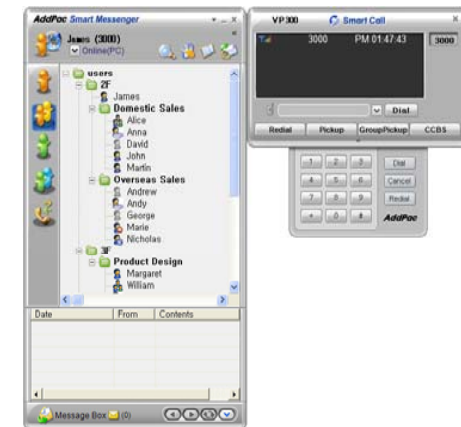 AddPac Smart Messenger
James (3000)
Online(PC)
users
2F
James
Domestic Sales
Alice
Anna
David
John
Martin
Overseas Sales
Andrew
Andy
George
Marie
Nicholas
3F
Product Design
Margaret
William
Date From Contents
Message Box (0)
VP300 Smart Call
3000 PM 01:47:43 3000
Dial
Redial Pickup GroupPickup CCBS
1 2 3 Dial
4 5 6 Cancel
7 8 9 Redial
* 0 # AddPac